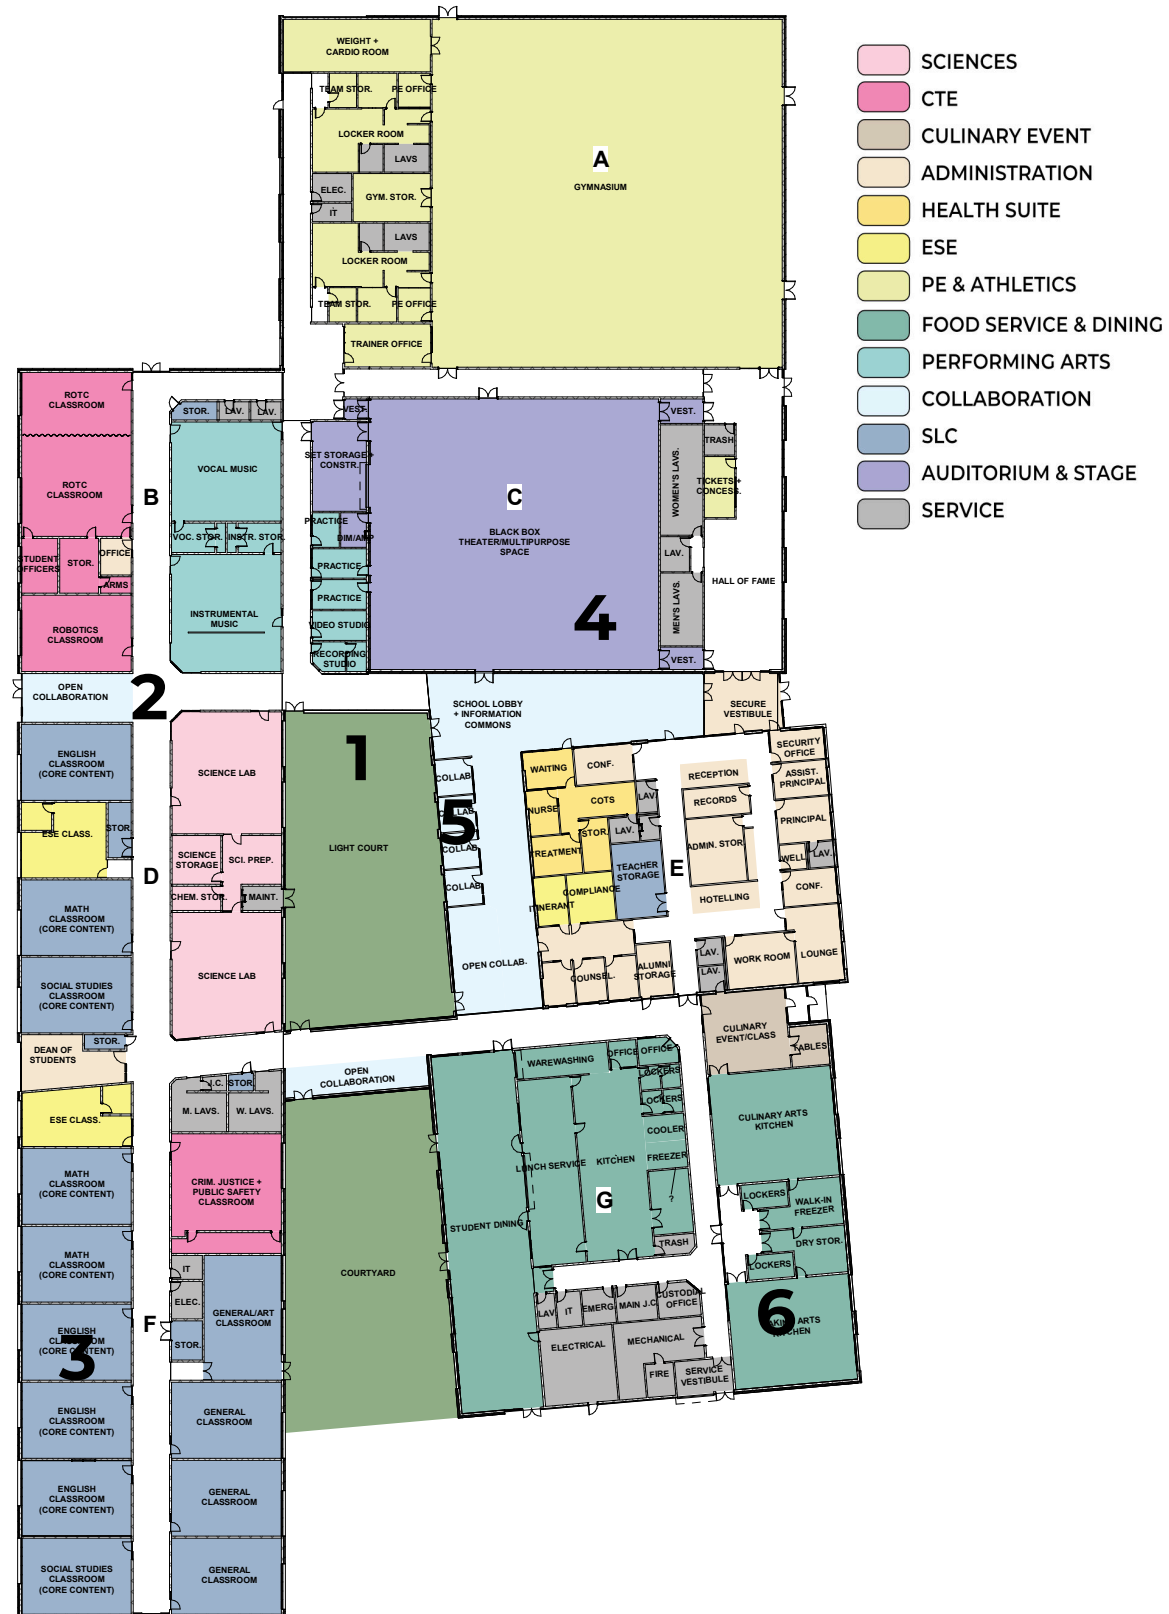 WEIGHT +
CARDIO ROOM
TEAM STOR.
PE OFFICE
LOCKER ROOM
LAVS
ELEC.
GYM. STOR.
IT
LAVS
LOCKER ROOM
TEAM STOR.
PE OFFICE
TRAINER OFFICE
A
GYMNASIUM
SCIENCES
CTE
CULINARY EVENT
ADMINISTRATION
HEALTH SUITE
ESE
PE & ATHLETICS
FOOD SERVICE & DINING
PERFORMING ARTS
COLLABORATION
SLC
AUDITORIUM & STAGE
SERVICE
ROTC
CLASSROOM
ROTC
CLASSROOM
STUDENT
OFFICERS
STOR.
OFFICE
ARMS
ROBOTICS
CLASSROOM
B
STOR.
LAV.
LAV.
VOCAL MUSIC
VOC. STOR.
INSTR. STOR.
INSTRUMENTAL
MUSIC
VEST.
SET STORAGE +
CONSTR.
PRACTICE
DIM/AMP
PRACTICE
PRACTICE
VIDEO STUDIO
RECORDING
STUDIO
C
BLACK BOX
THEATER/MULTIPURPOSE
SPACE
4
VEST.
WOMEN'S LAVS.
TRASH
TICKETS +
CONCESS.
LAV.
HALL OF FAME
MEN'S LAVS.
VEST.
OPEN
COLLABORATION
2
SCHOOL LOBBY
+ INFORMATION
COMMONS
SECURE
VESTIBULE
ENGLISH
CLASSROOM
(CORE CONTENT)
ESE CLASS.
STOR.
D
MATH
CLASSROOM
(CORE CONTENT)
SOCIAL STUDIES
CLASSROOM
(CORE CONTENT)
DEAN OF
STUDENTS
STOR.
ESE CLASS.
SCIENCE LAB
SCIENCE
STORAGE
SCI. PREP.
CHEM. STOR.
MAINT.
SCIENCE LAB
1
LIGHT COURT
COLLAB
COLLAB
5
COLLAB
COLLAB
OPEN COLLAB.
WAITING
CONF.
NURSE
COTS
LAV.
STOR.
LAV.
TREATMENT
TEACHER
STORAGE
COMPLIANCE
ITINERANT
COUNSEL.
ALUMNI
STORAGE
E
RECEPTION
RECORDS
ADMIN. STOR.
HOTELLING
SECURITY
OFFICE
ASSIST.
PRINCIPAL
PRINCIPAL
WELL
LAV.
CONF.
LAV.
LAV.
WORK ROOM
LOUNGE
J.C.
STOR.
M. LAVS.
W. LAVS.
OPEN
COLLABORATION
CRIM. JUSTICE +
PUBLIC SAFETY
CLASSROOM
MATH
CLASSROOM
(CORE CONTENT)
MATH
CLASSROOM
(CORE CONTENT)
ENGLISH
CLASSROOM
(CORE CONTENT)
3
ENGLISH
CLASSROOM
(CORE CONTENT)
ENGLISH
CLASSROOM
(CORE CONTENT)
SOCIAL STUDIES
CLASSROOM
(CORE CONTENT)
F
IT
ELEC.
STOR.
GENERAL/ART
CLASSROOM
GENERAL
CLASSROOM
GENERAL
CLASSROOM
GENERAL
CLASSROOM
COURTYARD
STUDENT DINING
WAREWASHING
OFFICE
OFFICE
LOCKERS
LOCKERS
COOLER
LUNCH SERVICE
KITCHEN
FREEZER
?
G
TRASH
LAV
IT
EMERG.
MAIN J.C.
CUSTODIAL
OFFICE
ELECTRICAL
MECHANICAL
FIRE
SERVICE
VESTIBULE
CULINARY
EVENT/CLASS
TABLES
CULINARY ARTS
KITCHEN
LOCKERS
WALK-IN
FREEZER
DRY STOR.
LOCKERS
6
BAKING ARTS
KITCHEN